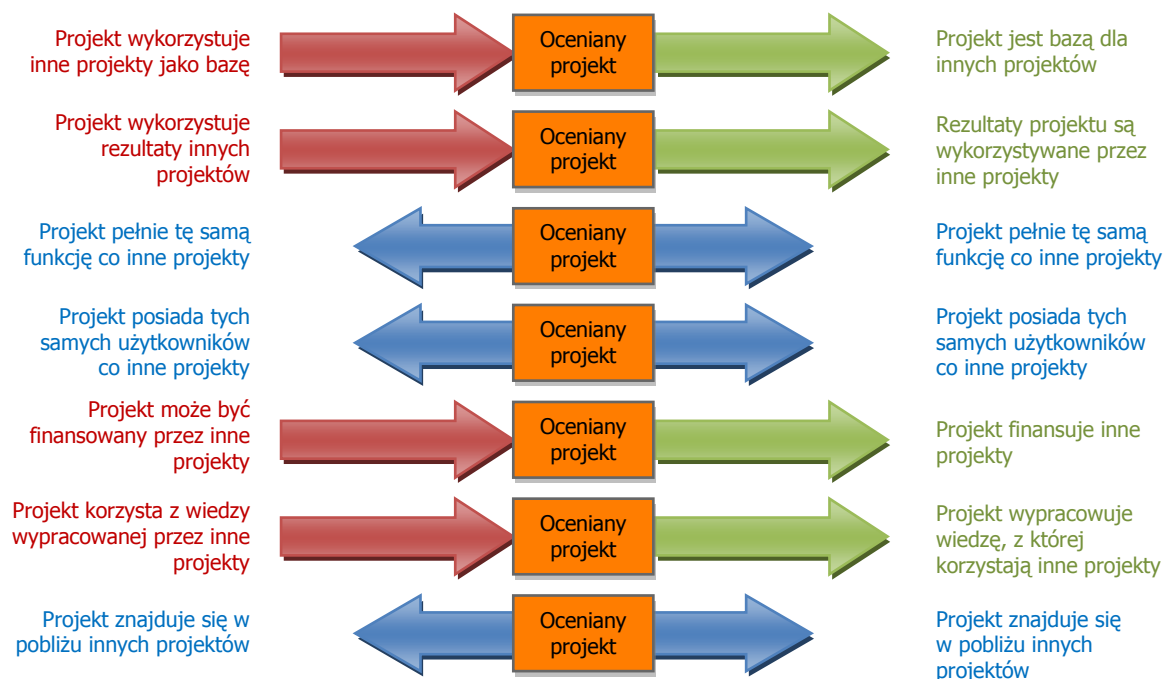 Projekt wykorzystuje
inne projekty jako bazę
Oceniany
projekt
Projekt jest bazą dla
innych projektów
Projekt wykorzystuje
rezultaty innych
projektów
Oceniany
projekt
Rezultaty projektu są
wykorzystywane przez
inne projekty
Projekt pełnie tę samą
funkcję co inne projekty
Oceniany
projekt
Projekt pełnie tę samą
funkcję co inne projekty
Projekt posiada tych
samych użytkowników
co inne projekty
Oceniany
projekt
Projekt posiada tych
samych użytkowników
co inne projekty
Projekt może być
finansowany przez inne
projekty
Oceniany
projekt
Projekt finansuje inne
projekty
Projekt korzysta z wiedzy
wypracowanej przez inne
projekty
Oceniany
projekt
Projekt wypracowuje
wiedzę, z której
korzystają inne projekty
Projekt znajduje się w
pobliżu innych projektów
Oceniany
projekt
Projekt znajduje się
w pobliżu innych
projektów